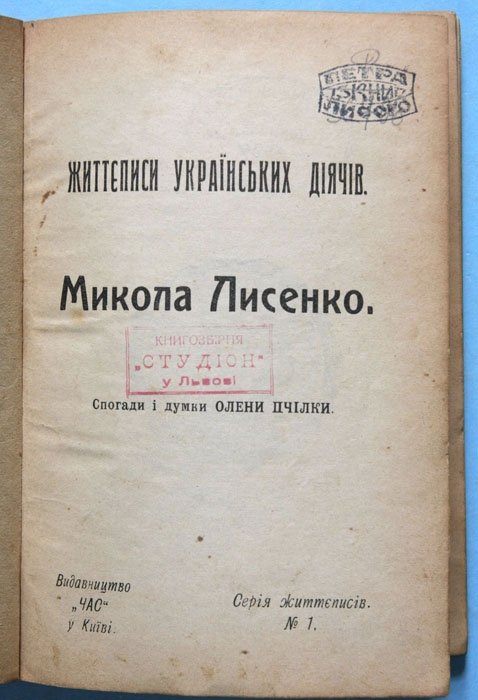 ПЕТРА
ЖИТТЕПИСИ УКРАЇНСЬКИХ ДІЯЧІВ.
Микола Лисенко.
КНИГОЗБІРНЯ
„СТУДІОН“
у Львові
Спогади і думки ОЛЕНИ ПЧІЛКИ.
Видавництво
„ЧАС“
у Київі.
Серія життєписів.
№ 1.